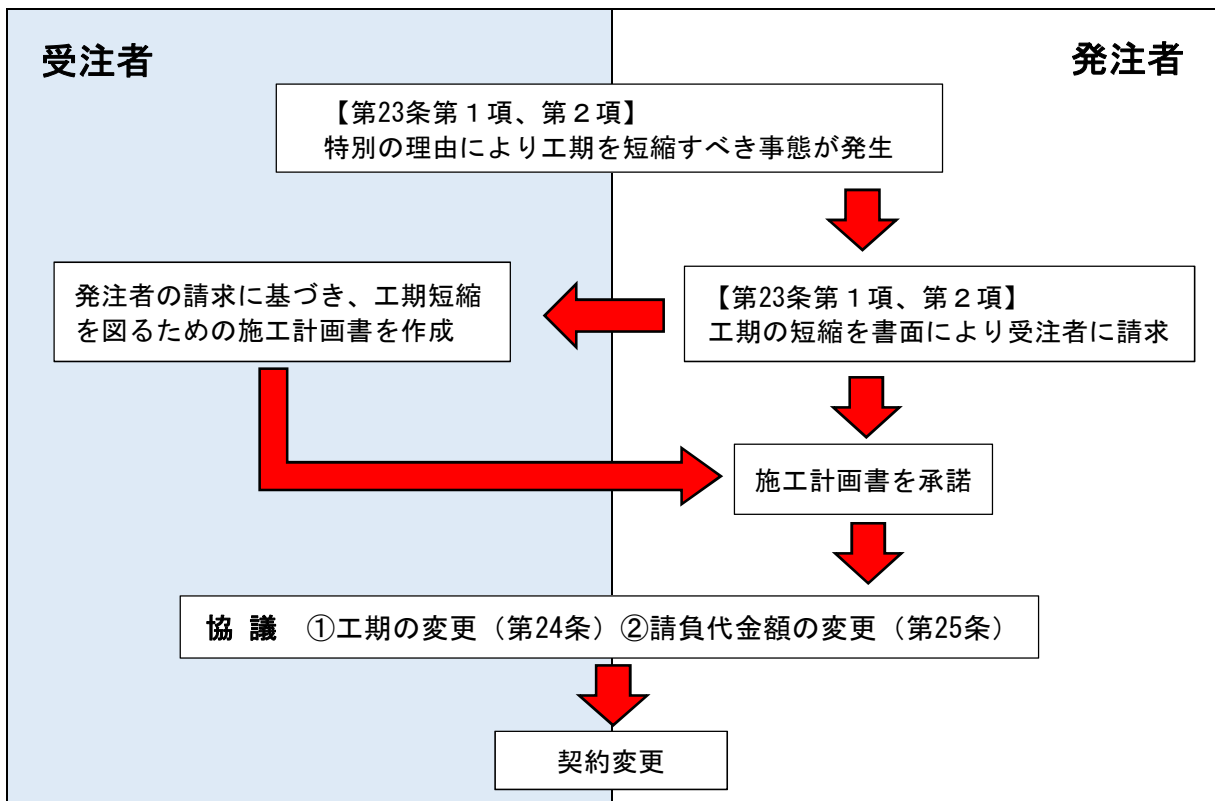 受注者
発注者
【第23条第１項、第２項】
特別の理由により工期を短縮すべき事態が発生
発注者の請求に基づき、工期短縮
を図るための施工計画書を作成
【第23条第１項、第２項】
工期の短縮を書面により受注者に請求
施工計画書を承諾
協 議　①工期の変更（第24条）②請負代金額の変更（第25条）
契約変更